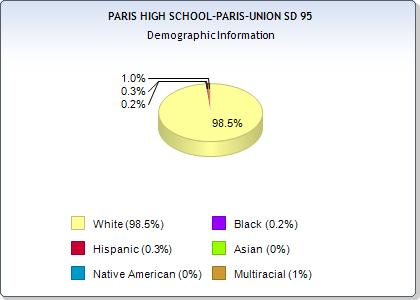 PARIS HIGH SCHOOL-PARIS-UNION SD 95
Demographic Information
1.0%
0.3%
0.2%
98.5%
White (98.5%) Black (0.2%)
Hispanic (0.3%) Asian (0%)
Native American (0%) Multiracial (1%)